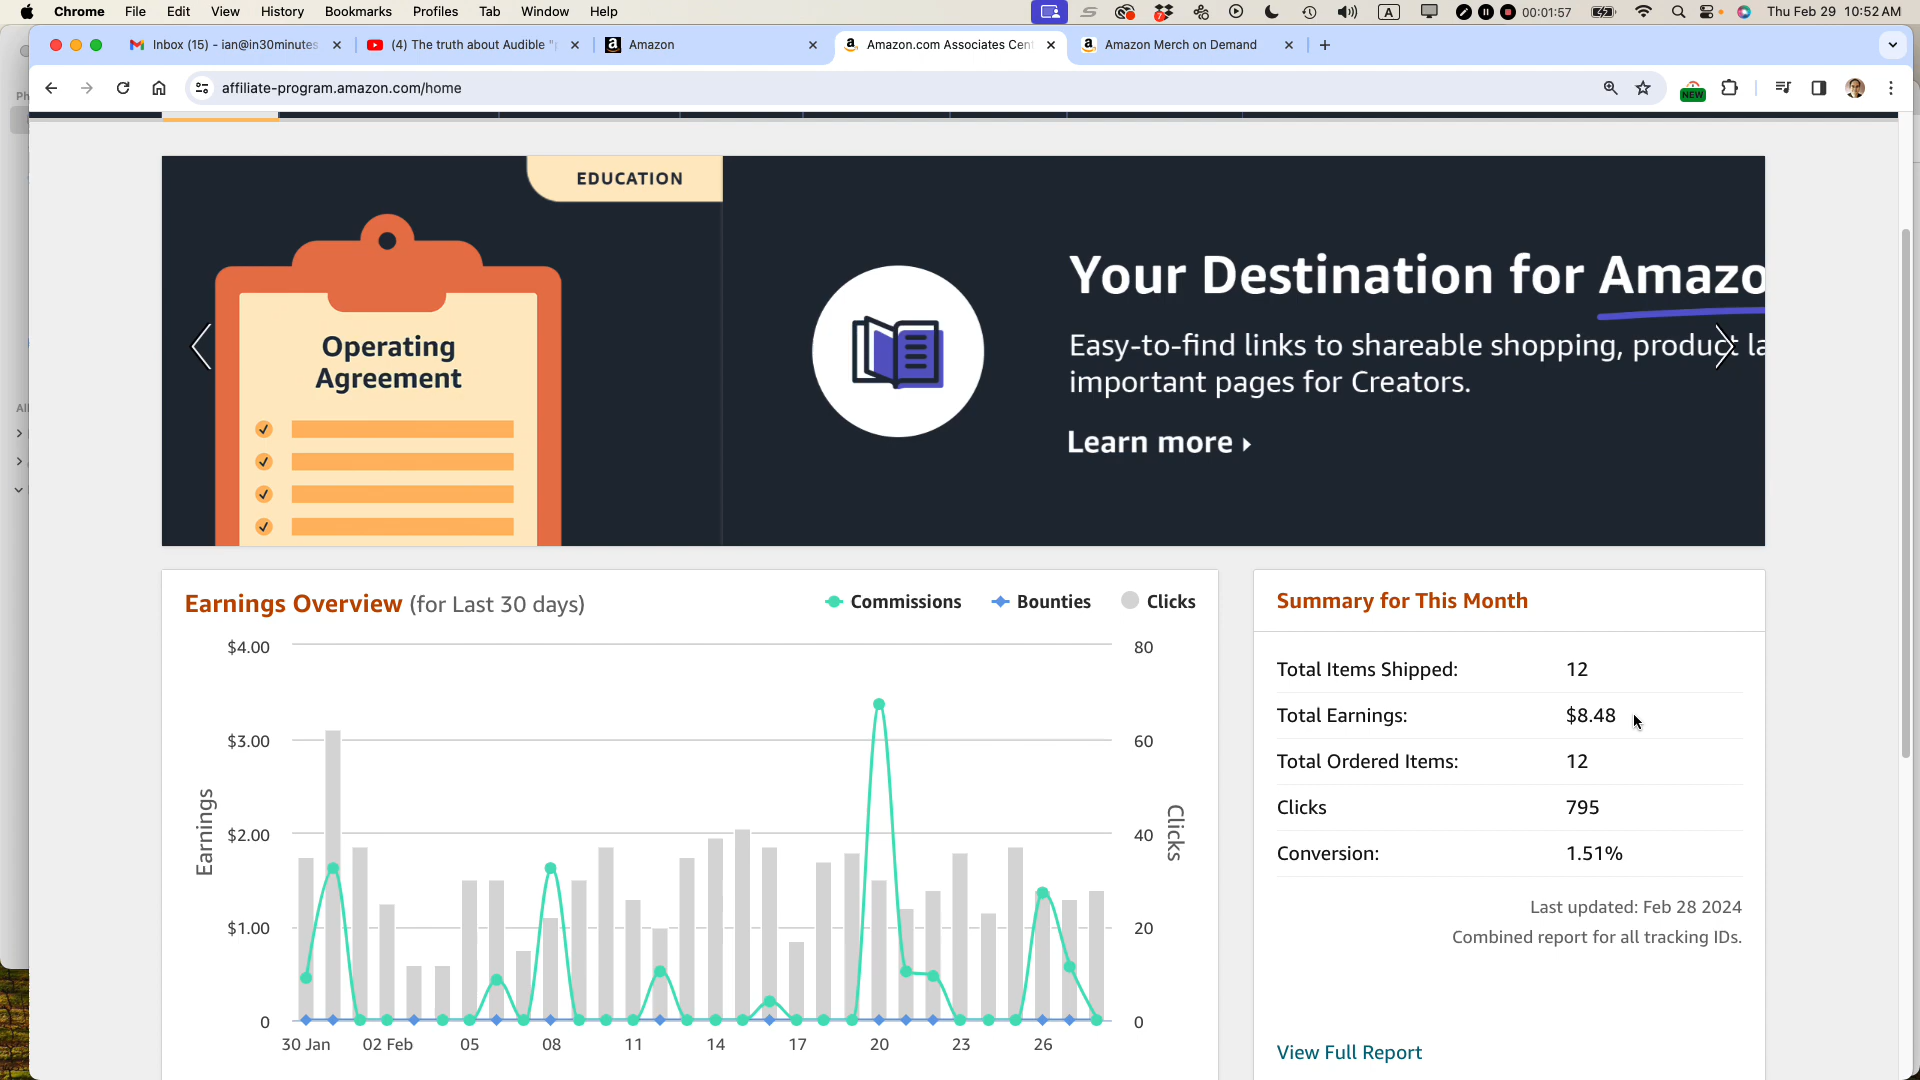 Chrome File Edit View History Bookmarks Profiles Tab Window Help
7 A 00:01:57 Thu Feb 29 10:52 AM
Inbox (15) - ian@in30minutes
(4) The truth about Audible "
Amazon
Amazon.com Associates Cen
Amazon Merch on Demand
affiliate-program.amazon.com/home
NEW
EDUCATION
Operating
Agreement
Your Destination for Amazo
Easy-to-find links to shareable shopping, product la
important pages for Creators.
Learn more
Earnings Overview (for Last 30 days)
Commissions Bounties Clicks
$4.00 80
$3.00 60
$2.00 40
$1.00 20
0 0
Earnings
Clicks
30 Jan 02 Feb 05 08 11 14 17 20 23 26
Summary for This Month
Total Items Shipped: 12
Total Earnings: $8.48
Total Ordered Items: 12
Clicks 795
Conversion: 1.51%
Last updated: Feb 28 2024
Combined report for all tracking IDs.
View Full Report